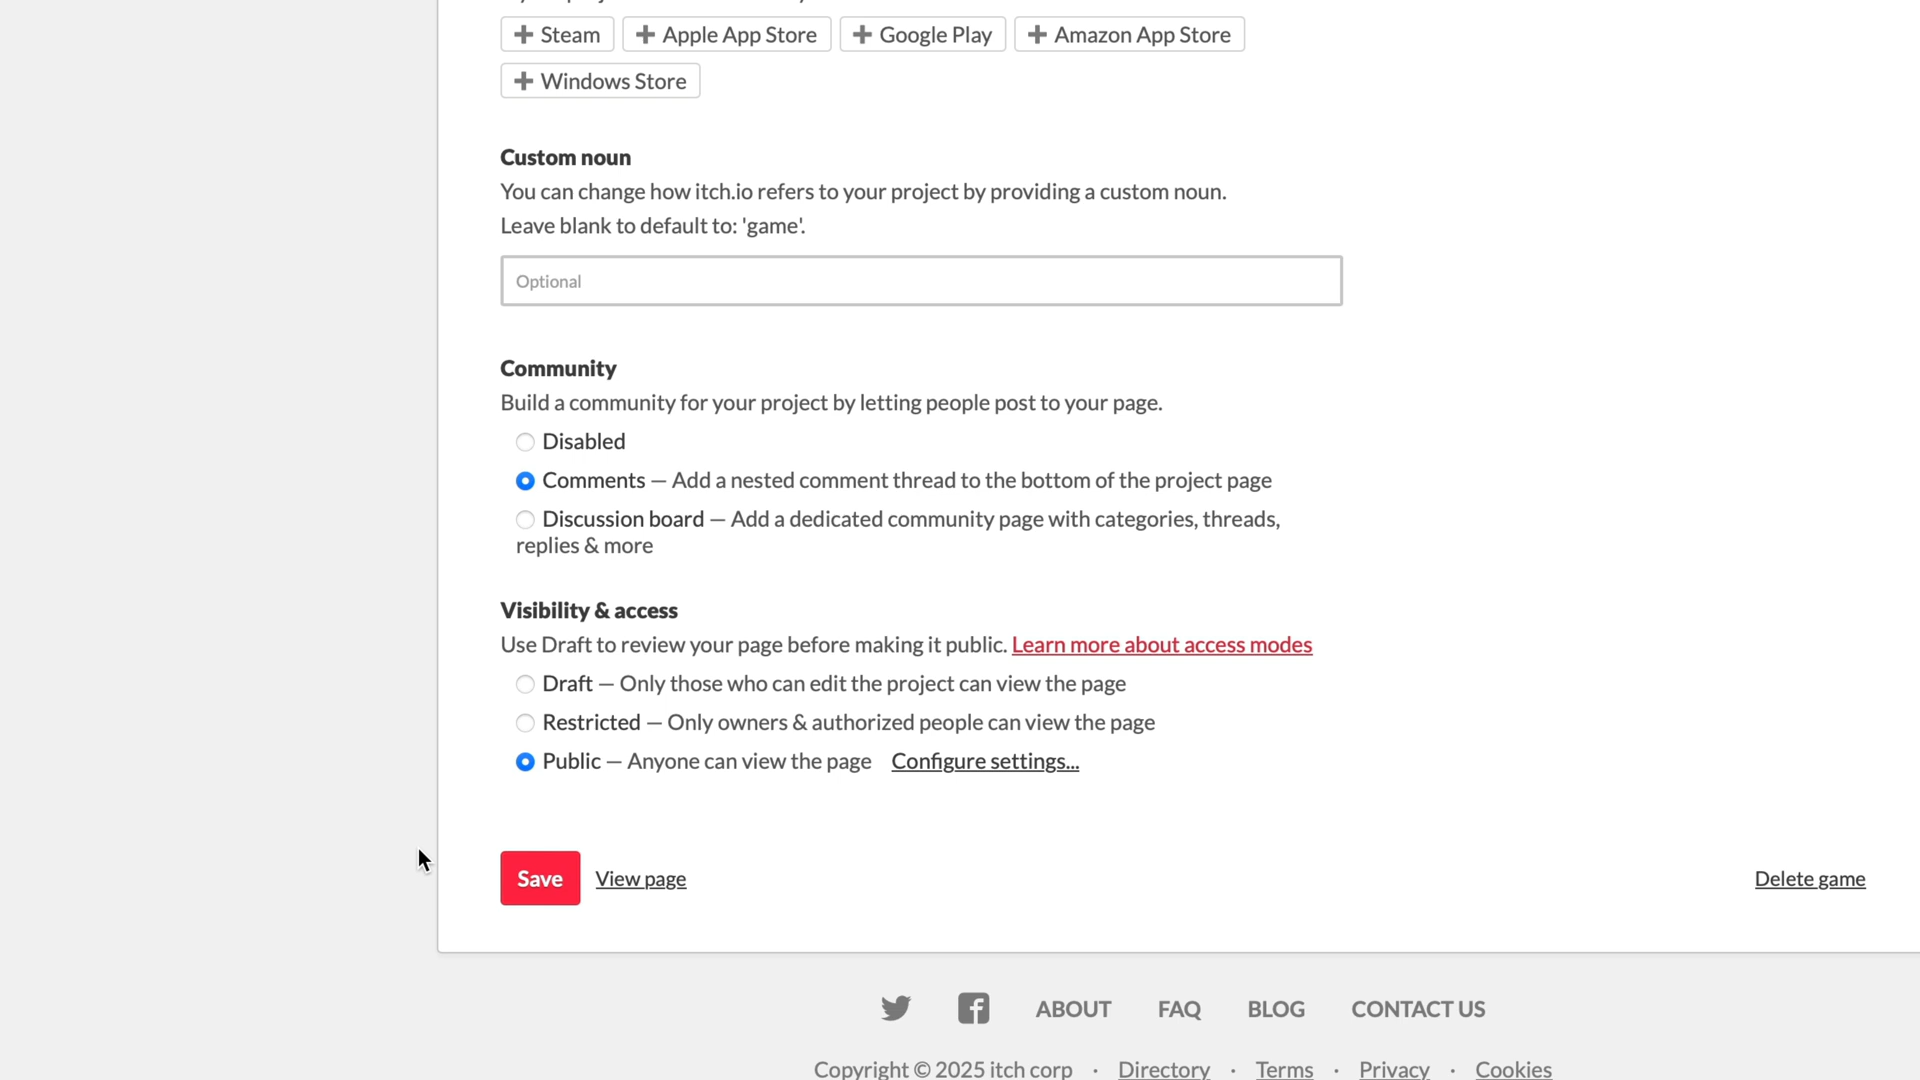 Steam
Apple App Store
Google Play
Amazon App Store
Windows Store
Custom noun
You can change how itch.io refers to your project by providing a custom noun.
Leave blank to default to: 'game'.
Optional
Community
Build a community for your project by letting people post to your page.
Disabled
Comments — Add a nested comment thread to the bottom of the project page
Discussion board — Add a dedicated community page with categories, threads,
replies & more
Visibility & access
Use Draft to review your page before making it public. Learn more about access modes
Draft — Only those who can edit the project can view the page
Restricted — Only owners & authorized people can view the page
Public — Anyone can view the page Configure settings...
Save View page Delete game
ABOUT FAQ BLOG CONTACT US
Copyright © 2025 itch corp · Directory · Terms · Privacy · Cookies